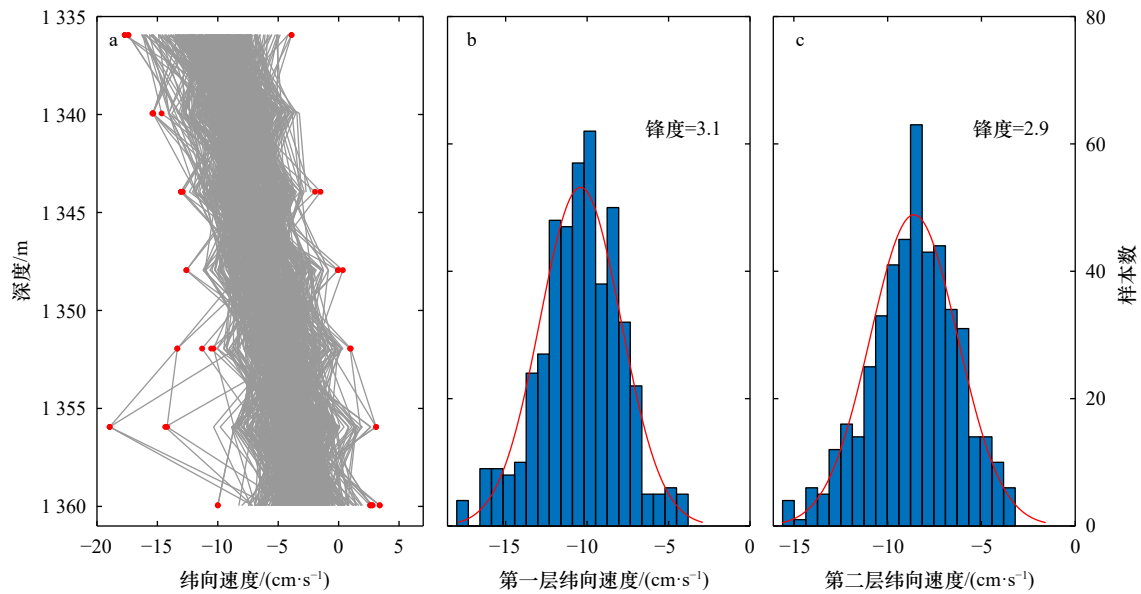 a
1 335
1 340
1 345
1 350
1 355
1 360
深度/m
−20
−15
−10
−5
0
5
纬向速度/(cm·s⁻¹)
b
锋度=3.1
−15
−10
−5
0
第一层纬向速度/(cm·s⁻¹)
c
锋度=2.9
−15
−10
−5
0
第二层纬向速度/(cm·s⁻¹)
80
60
40
20
0
样本数